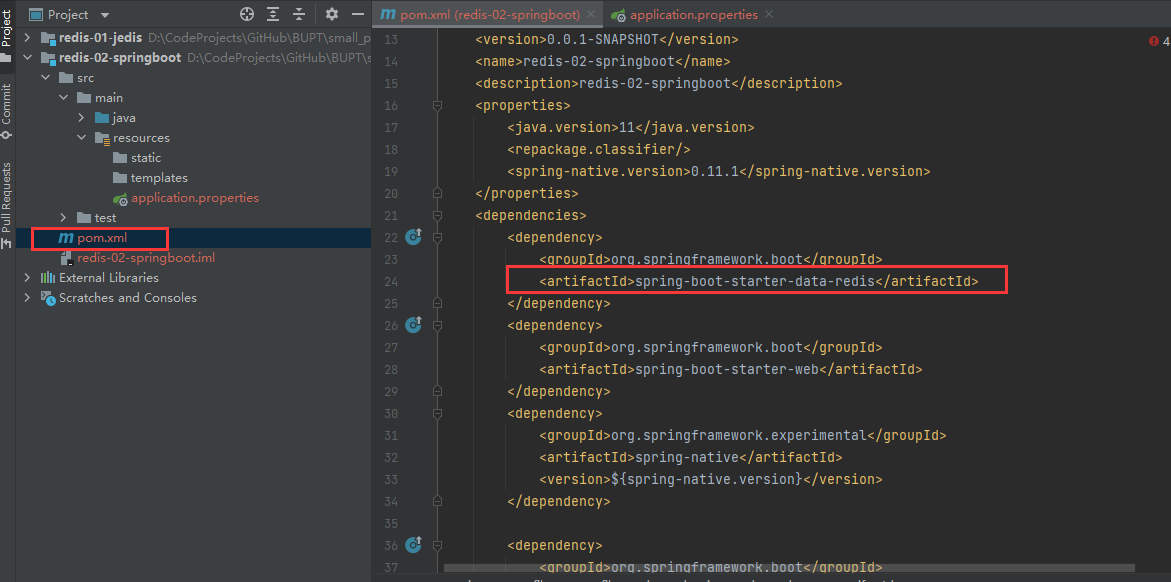 Project
pom.xml (redis-02-springboot)
application.properties
Project
Commit
Pull Requests
redis-01-jedis D:\CodeProjects\GitHub\BUPT\small_p
redis-02-springboot D:\CodeProjects\GitHub\BUPT\s
src
main
java
resources
static
templates
application.properties
test
pom.xml
redis-02-springboot.iml
External Libraries
Scratches and Consoles
4
13 <version>0.0.1-SNAPSHOT</version>
14 <name>redis-02-springboot</name>
15 <description>redis-02-springboot</description>
16 <properties>
17 <java.version>11</java.version>
18 <repackage.classifier/>
19 <spring-native.version>0.11.1</spring-native.version>
20 </properties>
21 <dependencies>
22 <dependency>
23 <groupId>org.springframework.boot</groupId>
24 <artifactId>spring-boot-starter-data-redis</artifactId>
25 </dependency>
26 <dependency>
27 <groupId>org.springframework.boot</groupId>
28 <artifactId>spring-boot-starter-web</artifactId>
29 </dependency>
30 <dependency>
31 <groupId>org.springframework.experimental</groupId>
32 <artifactId>spring-native</artifactId>
33 <version>${spring-native.version}</version>
34 </dependency>
35
36 <dependency>
37 <groupId>org.springframework.boot</groupId>